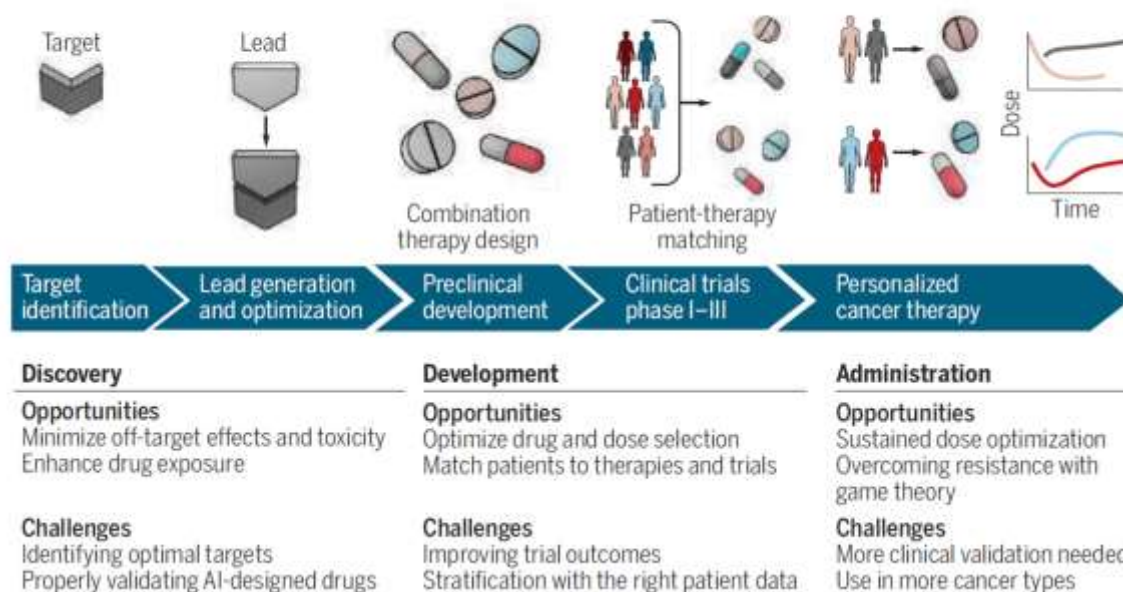 Target
Lead
Combination
therapy design
Patient-therapy
matching
Dose
Time
Target
identification
Lead generation
and optimization
Preclinical
development
Clinical trials
phase I–III
Personalized
cancer therapy
Discovery
Opportunities
Minimize off-target effects and toxicity
Enhance drug exposure
Challenges
Identifying optimal targets
Properly validating AI-designed drugs
Development
Opportunities
Optimize drug and dose selection
Match patients to therapies and trials
Challenges
Improving trial outcomes
Stratification with the right patient data
Administration
Opportunities
Sustained dose optimization
Overcoming resistance with
game theory
Challenges
More clinical validation needed
Use in more cancer types